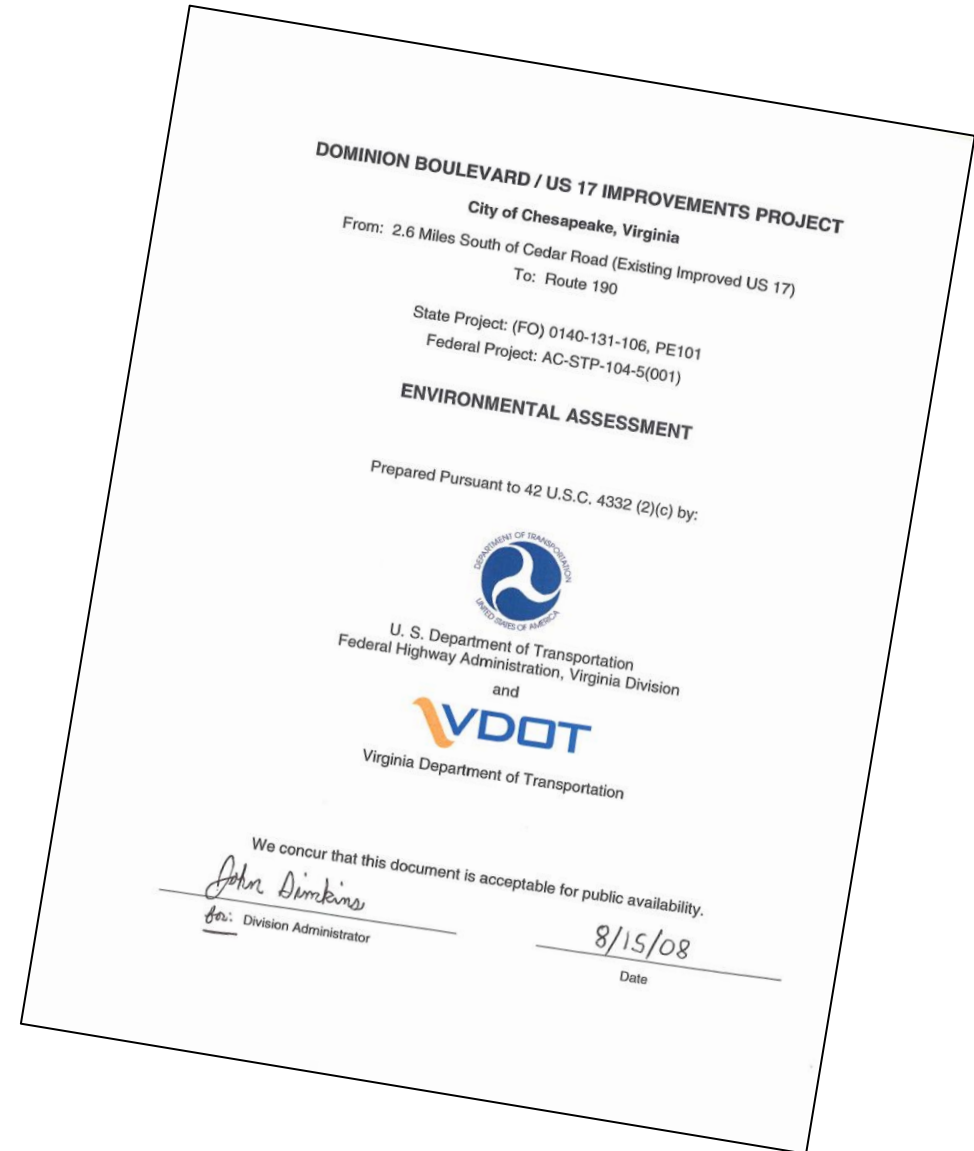 DOMINION BOULEVARD / US 17 IMPROVEMENTS PROJECT
City of Chesapeake, Virginia
From: 2.6 Miles South of Cedar Road (Existing Improved US 17)
To: Route 190
State Project: (FO) 0140-131-106, PE101
Federal Project: AC-STP-104-5(001)
ENVIRONMENTAL ASSESSMENT
Prepared Pursuant to 42 U.S.C. 4332 (2)(c) by:
DEPARTMENT OF TRANSPORTATION
UNITED STATES OF AMERICA
U. S. Department of Transportation
Federal Highway Administration, Virginia Division
and
VDOT
Virginia Department of Transportation
We concur that this document is acceptable for public availability.
John Simkins
for: Division Administrator
8/15/08
Date